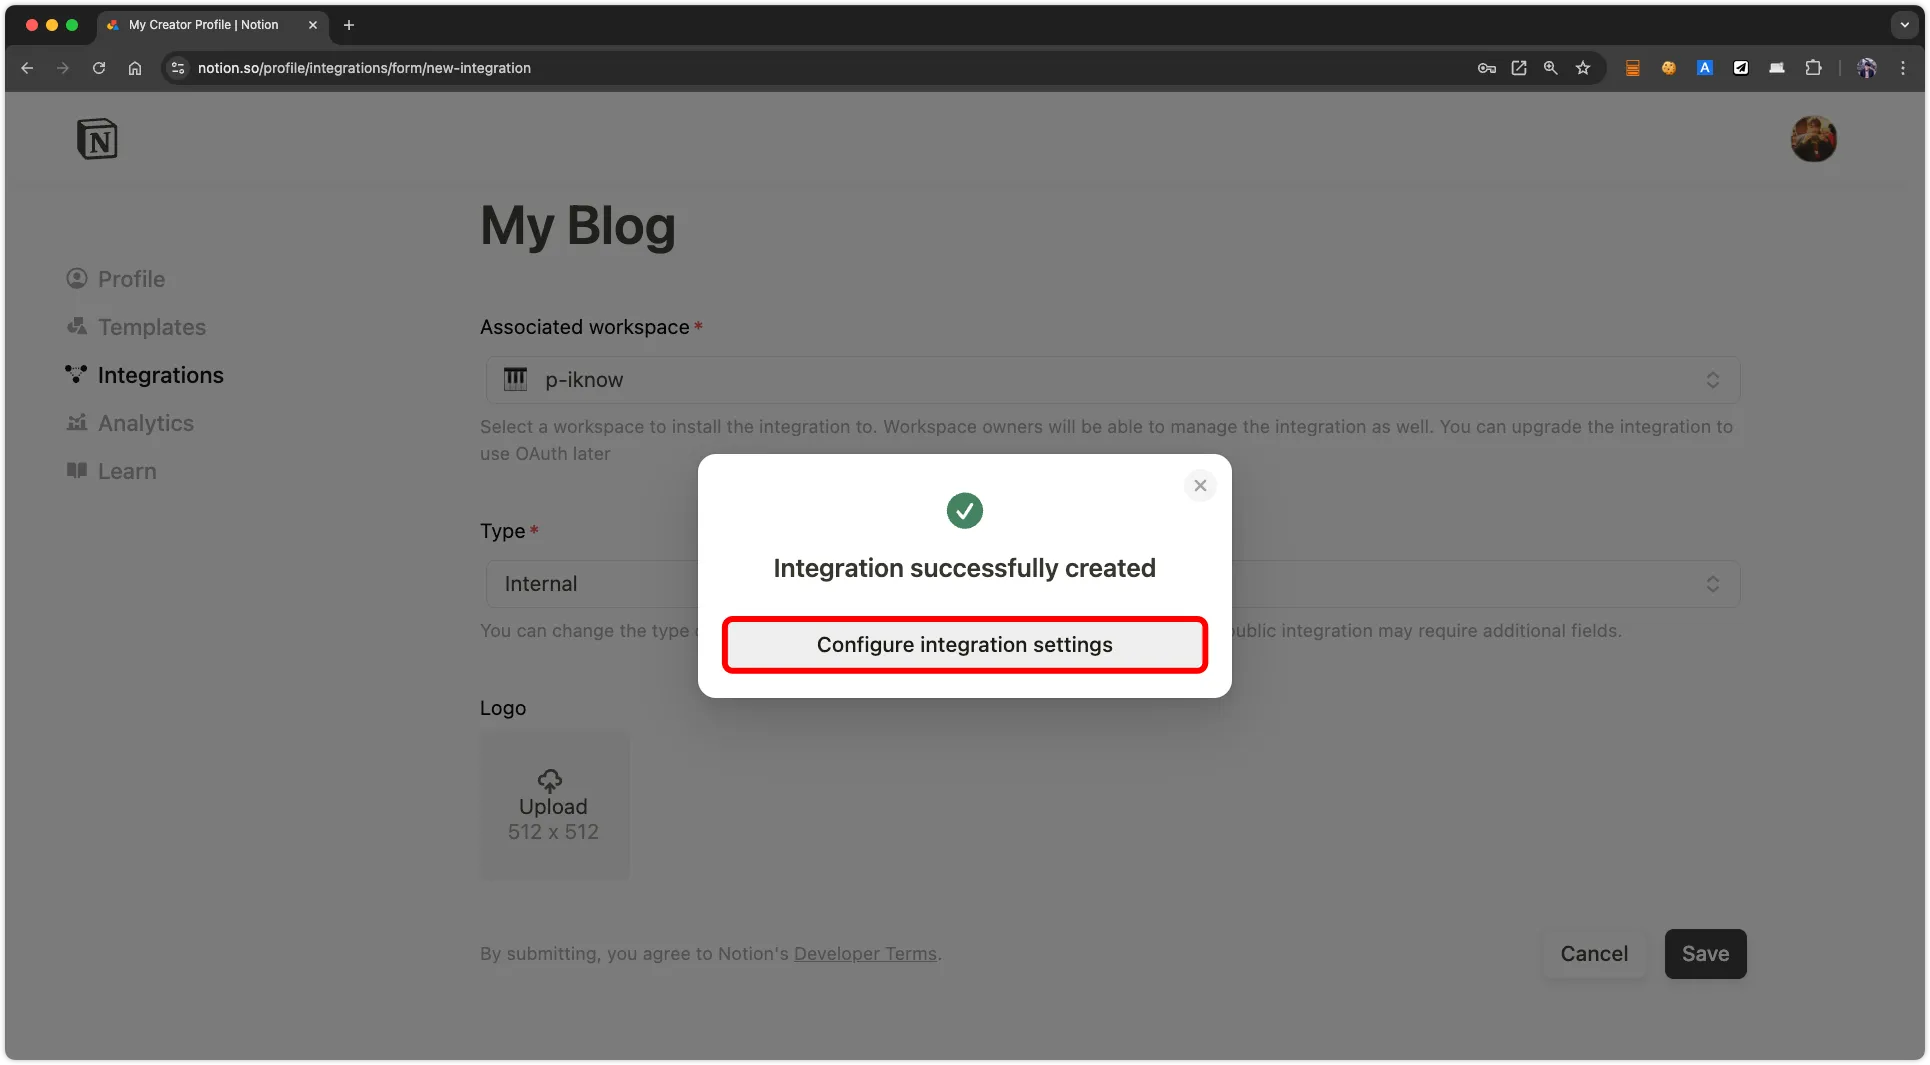 My Creator Profile | Notion
notion.so/profile/integrations/form/new-integration
A
N
My Blog
Profile
Templates
Integrations
Analytics
Learn
Associated workspace*
p-iknow
Select a workspace to install the integration to. Workspace owners will be able to manage the integration as well. You can upgrade the integration to
use OAuth later
Type*
Internal
You can change the type
public integration may require additional fields.
Integration successfully created
Configure integration settings
Logo
Upload
512 x 512
By submitting, you agree to Notion's Developer Terms.
Cancel
Save